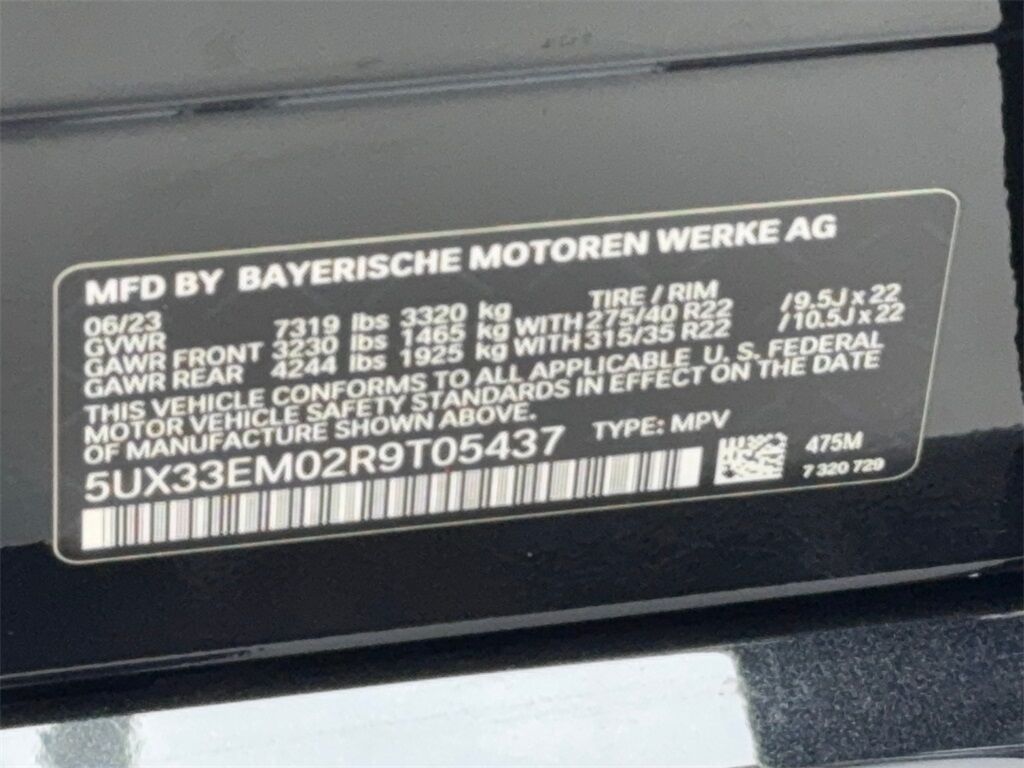 MFD BY BAYERISCHE MOTOREN WERKE AG
06/23 TIRE / RIM
GVWR 7319 lbs 3320 kg
GAWR FRONT 3230 lbs 1465 kg WITH 275/40 R22 /9.5J x 22
GAWR REAR 4244 lbs 1925 kg WITH 315/35 R22 /10.5J x 22
THIS VEHICLE CONFORMS TO ALL APPLICABLE U. S. FEDERAL
MOTOR VEHICLE SAFETY STANDARDS IN EFFECT ON THE DATE
OF MANUFACTURE SHOWN ABOVE.
5UX33EM02R9T05437 TYPE: MPV
475M
7 320 729